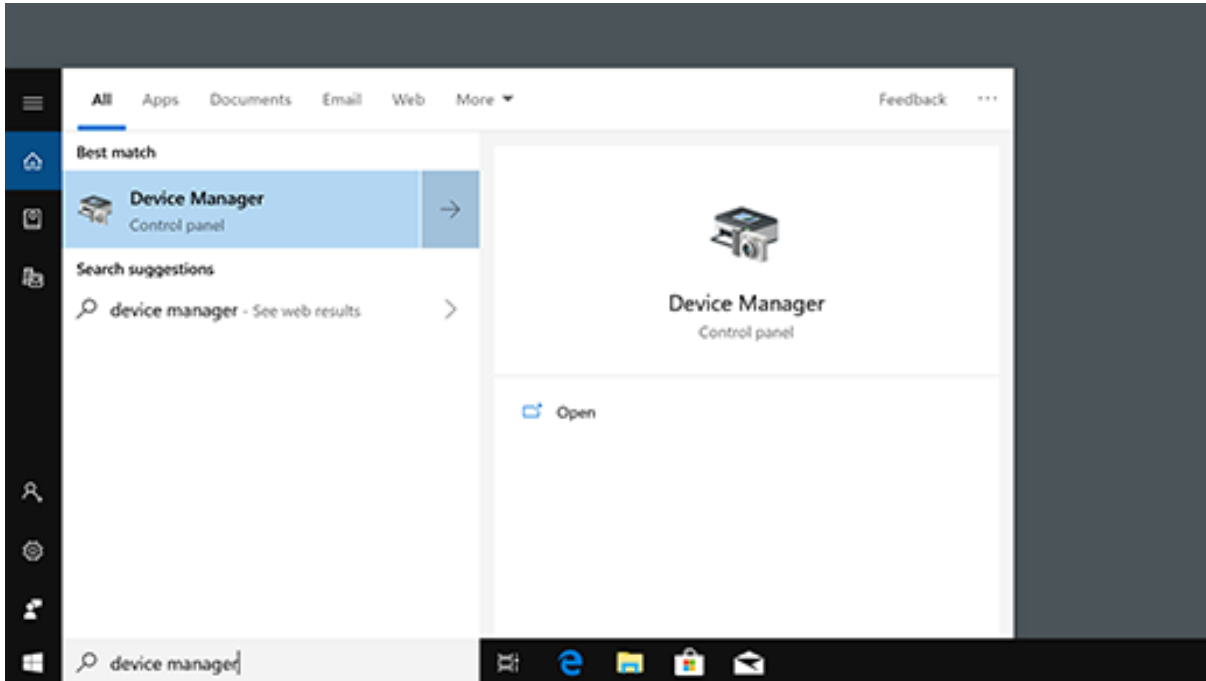 All Apps Documents Email Web More Feedback ...
Best match
Device Manager
Control panel
Search suggestions
device manager - See web results
Device Manager
Control panel
Open
device manager